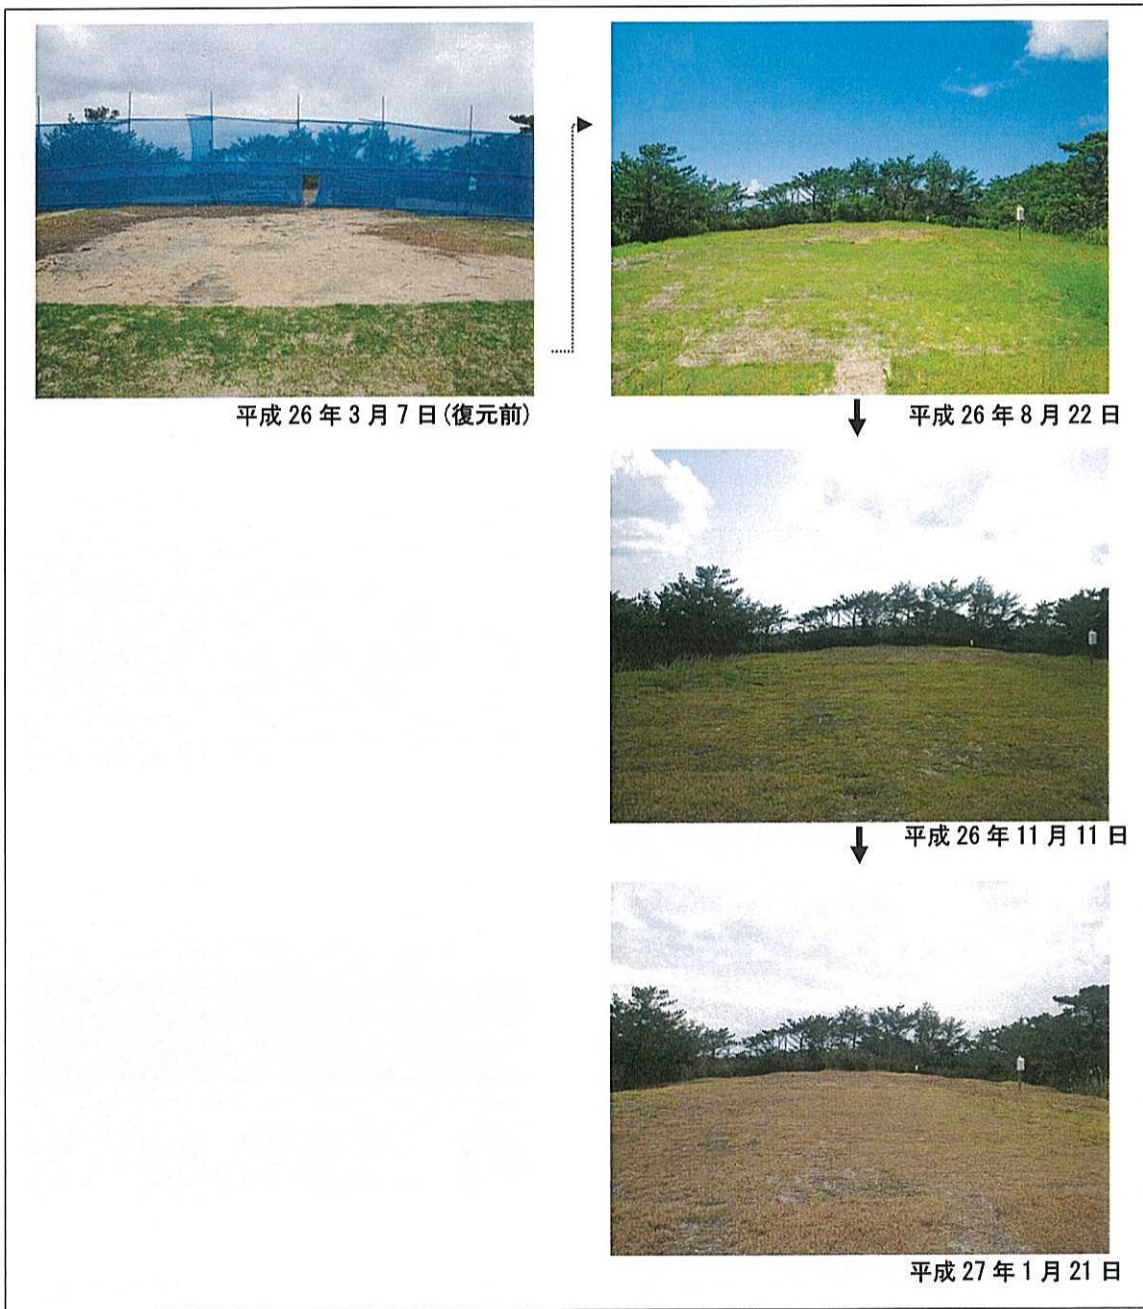 平成 26 年 3 月 7 日(復元前)
平成 26 年 8 月 22 日
平成 26 年 11 月 11 日
平成 27 年 1 月 21 日